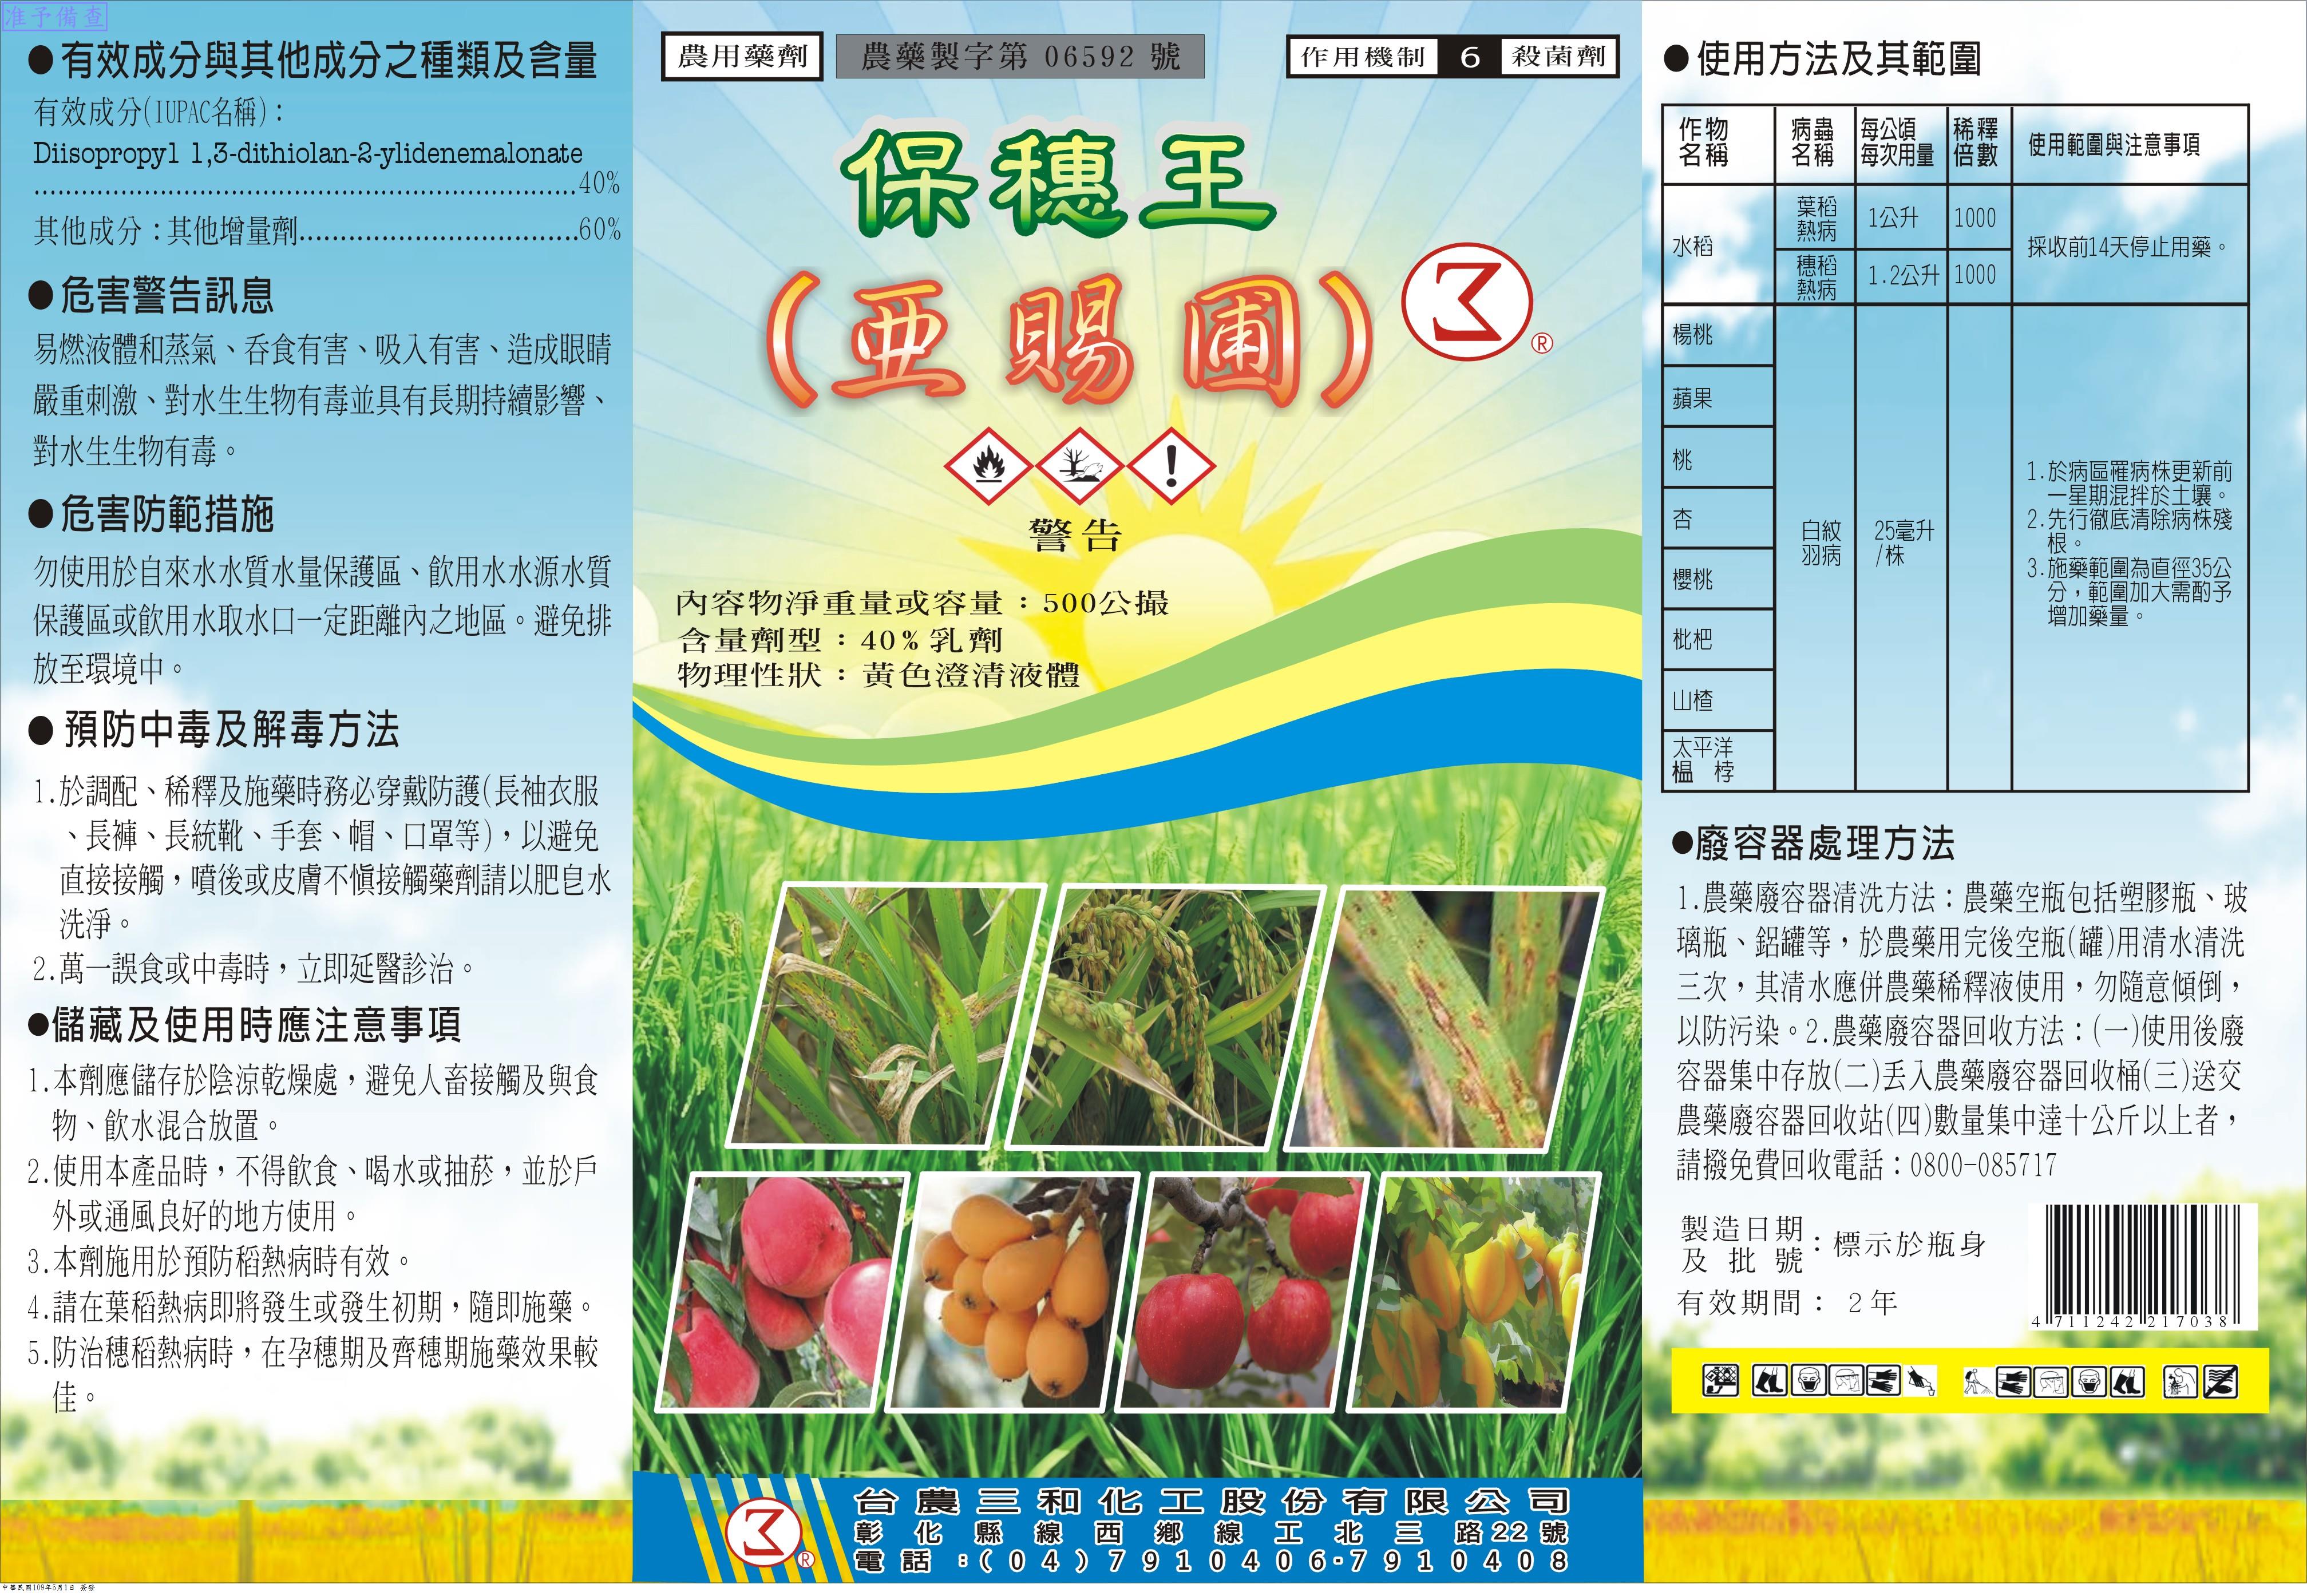 准予備查
●有效成分與其他成分之種類及含量
有效成分(IUPAC名稱)：
Diisopropyl 1,3-dithiolan-2-ylidenemalonate
......................................................................40%
其他成分：其他增量劑..................................60%
●危害警告訊息
易燃液體和蒸氣、吞食有害、吸入有害、造成眼睛
嚴重刺激、對水生生物有毒並具有長期持續影響、
對水生生物有毒。
●危害防範措施
勿使用於自來水水質水量保護區、飲用水水源水質
保護區或飲用水取水口一定距離內之地區。避免排
放至環境中。
●預防中毒及解毒方法
1.於調配、稀釋及施藥時務必穿戴防護(長袖衣服
、長褲、長統靴、手套、帽、口罩等)，以避免
直接接觸，噴後或皮膚不慎接觸藥劑請以肥皂水
洗淨。
2.萬一誤食或中毒時，立即延醫診治。
●儲藏及使用時應注意事項
1.本劑應儲存於陰涼乾燥處，避免人畜接觸及與食
物、飲水混合放置。
2.使用本產品時，不得飲食、喝水或抽菸，並於戶
外或通風良好的地方使用。
3.本劑施用於預防稻熱病時有效。
4.請在葉稻熱病即將發生或發生初期，隨即施藥。
5.防治穗稻熱病時，在孕穗期及齊穗期施藥效果較
佳。
中華民國109年5月1日 簽發
農用藥劑
農藥製字第 06592 號
作用機制 6 殺菌劑
保穗王
(亞賜圃)
®
警告
內容物淨重量或容量：500公撮
含量劑型：40%乳劑
物理性狀：黃色澄清液體
®
台農三和化工股份有限公司
彰化縣線西鄉線工北三路22號
電話:(04)7910406·7910408
●使用方法及其範圍
作物名稱 病蟲名稱 每公頃每次用量 稀釋倍數 使用範圍與注意事項
水稻 葉稻熱病 1公升 1000 採收前14天停止用藥。
穗稻熱病 1.2公升 1000
楊桃
蘋果
桃
杏
櫻桃
枇杷
山楂
太平洋
榲桲
白紋
羽病
25毫升
/株
1.於病區罹病株更新前
一星期混拌於土壤。
2.先行徹底清除病株殘
根。
3.施藥範圍為直徑35公
分，範圍加大需酌予
增加藥量。
●廢容器處理方法
1.農藥廢容器清洗方法：農藥空瓶包括塑膠瓶、玻
璃瓶、鋁罐等，於農藥用完後空瓶(罐)用清水清洗
三次，其清水應併農藥稀釋液使用，勿隨意傾倒，
以防污染。2.農藥廢容器回收方法：(一)使用後廢
容器集中存放(二)丟入農藥廢容器回收桶(三)送交
農藥廢容器回收站(四)數量集中達十公斤以上者，
請撥免費回收電話：0800-085717
製造日期
及批號：標示於瓶身
有效期間：2年
4 711242 217038